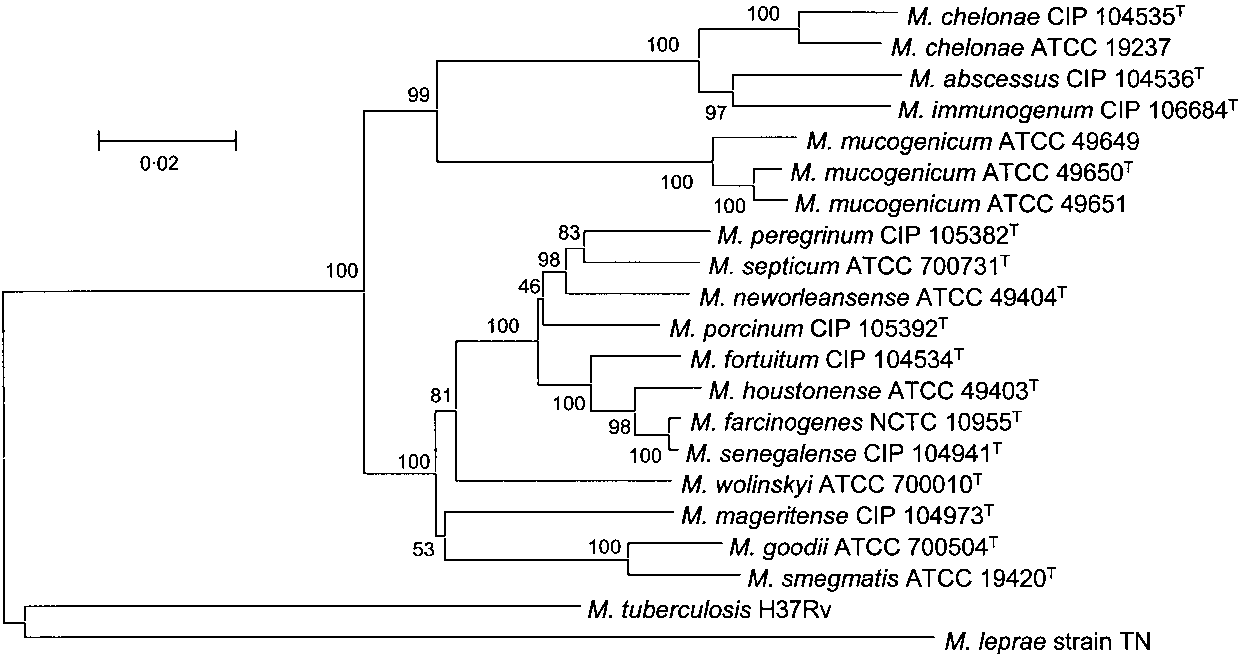 100
M. chelonae CIP 104535ᵀ
100
M. chelonae ATCC 19237
M. abscessus CIP 104536ᵀ
99
97
M. immunogenum CIP 106684ᵀ
M. mucogenicum ATCC 49649
0·02
M. mucogenicum ATCC 49650ᵀ
100
100
M. mucogenicum ATCC 49651
83
M. peregrinum CIP 105382ᵀ
98
M. septicum ATCC 700731ᵀ
100
46
M. neworleansense ATCC 49404ᵀ
100
M. porcinum CIP 105392ᵀ
M. fortuitum CIP 104534ᵀ
81
100
M. houstonense ATCC 49403ᵀ
98
M. farcinogenes NCTC 10955ᵀ
100
100
M. senegalense CIP 104941ᵀ
M. wolinskyi ATCC 700010ᵀ
M. mageritense CIP 104973ᵀ
53
100
M. goodii ATCC 700504ᵀ
M. smegmatis ATCC 19420ᵀ
M. tuberculosis H37Rv
M. leprae strain TN